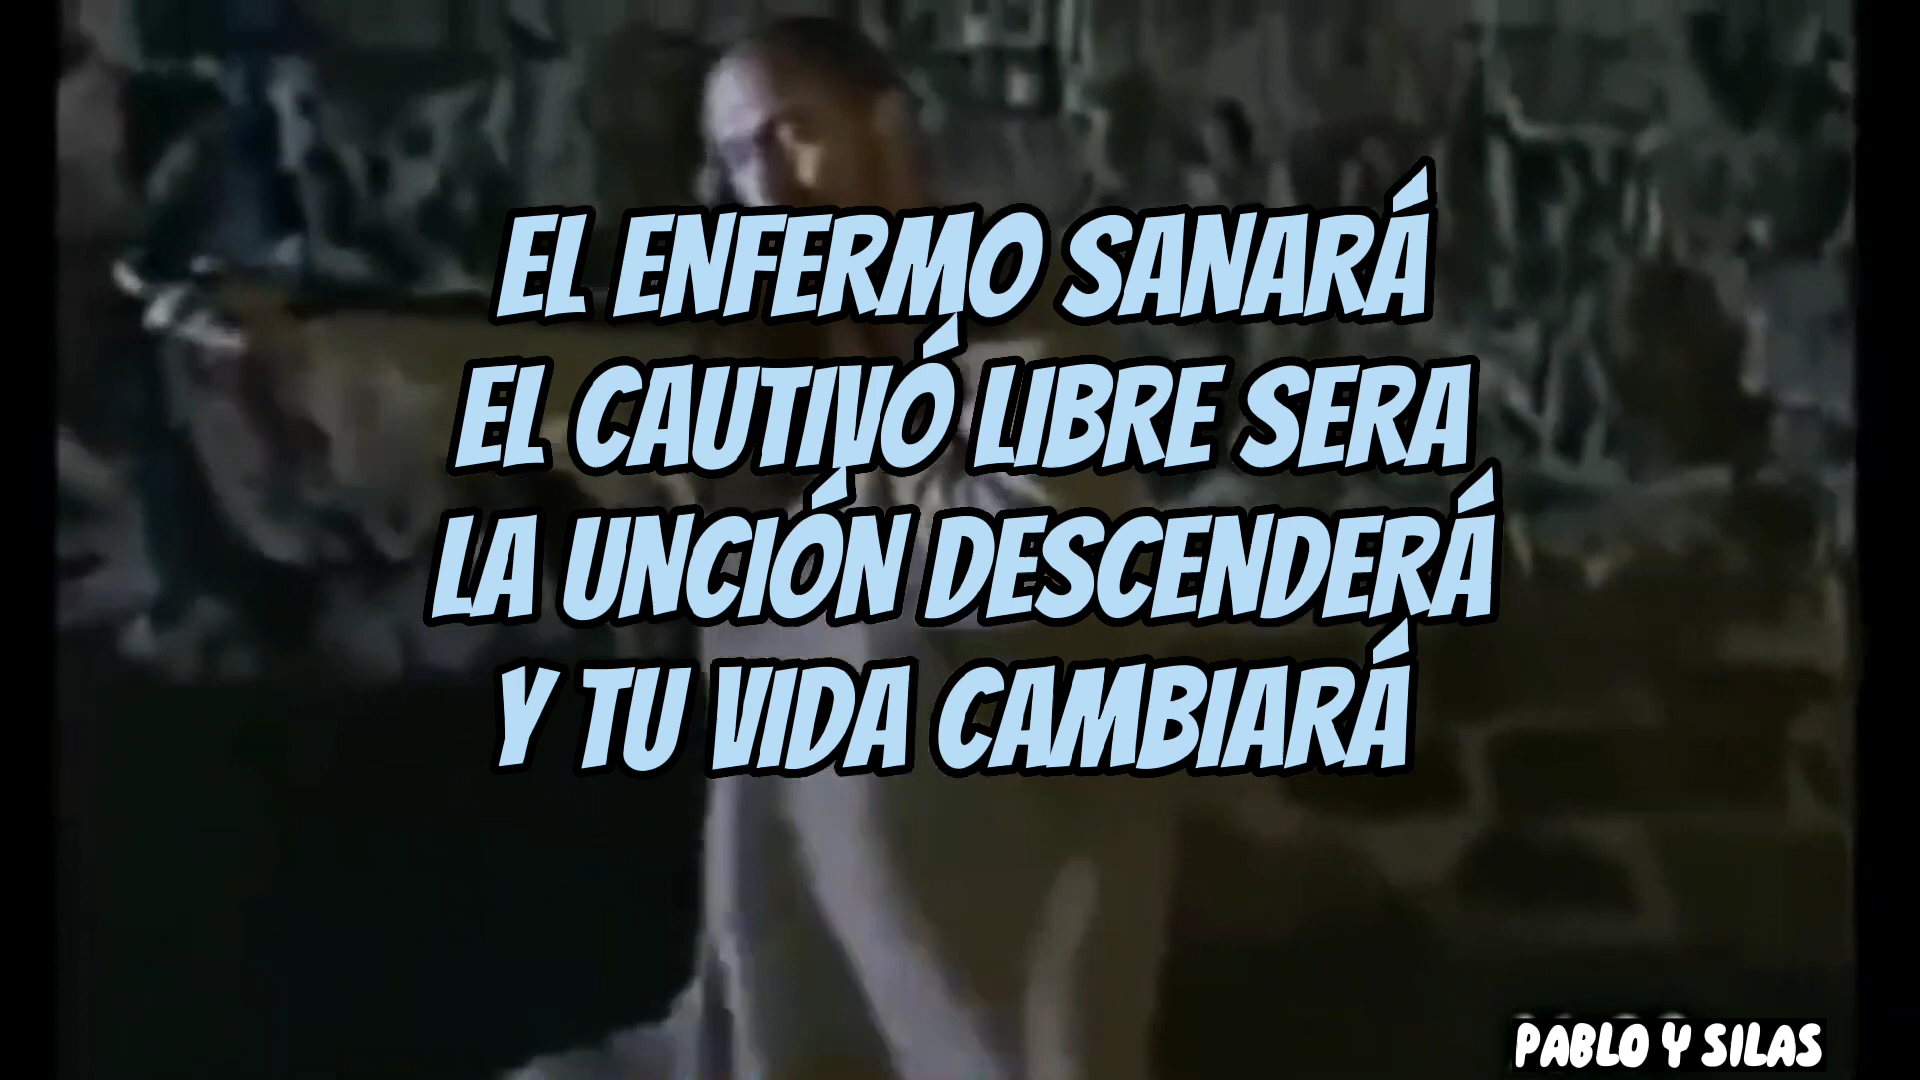 EL ENFERMO SANARÁ
EL CAUTIVÓ LIBRE SERA
LA UNCIÓN DESCENDERÁ
Y TU VIDA CAMBIARÁ
PABLO Y SILAS